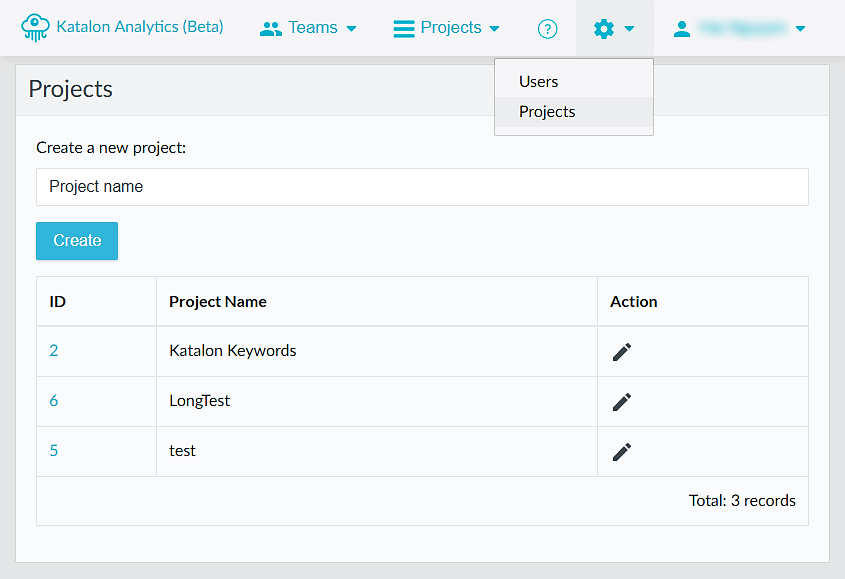 Katalon Analytics (Beta) Teams Projects ?
Users
Projects
Projects
Create a new project:
Project name
Create
ID Project Name Action
2 Katalon Keywords
6 LongTest
5 test
Total: 3 records